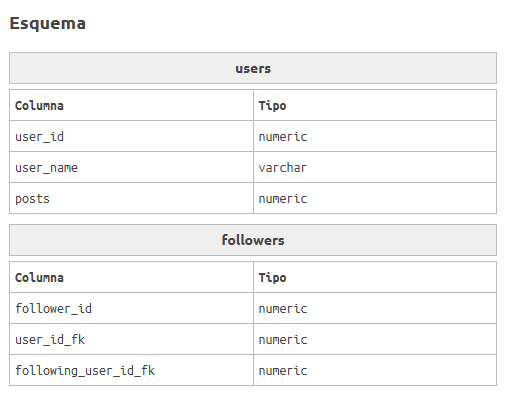 Esquema
users
Columna Tipo
user_id numeric
user_name varchar
posts numeric
followers
Columna Tipo
follower_id numeric
user_id_fk numeric
following_user_id_fk numeric